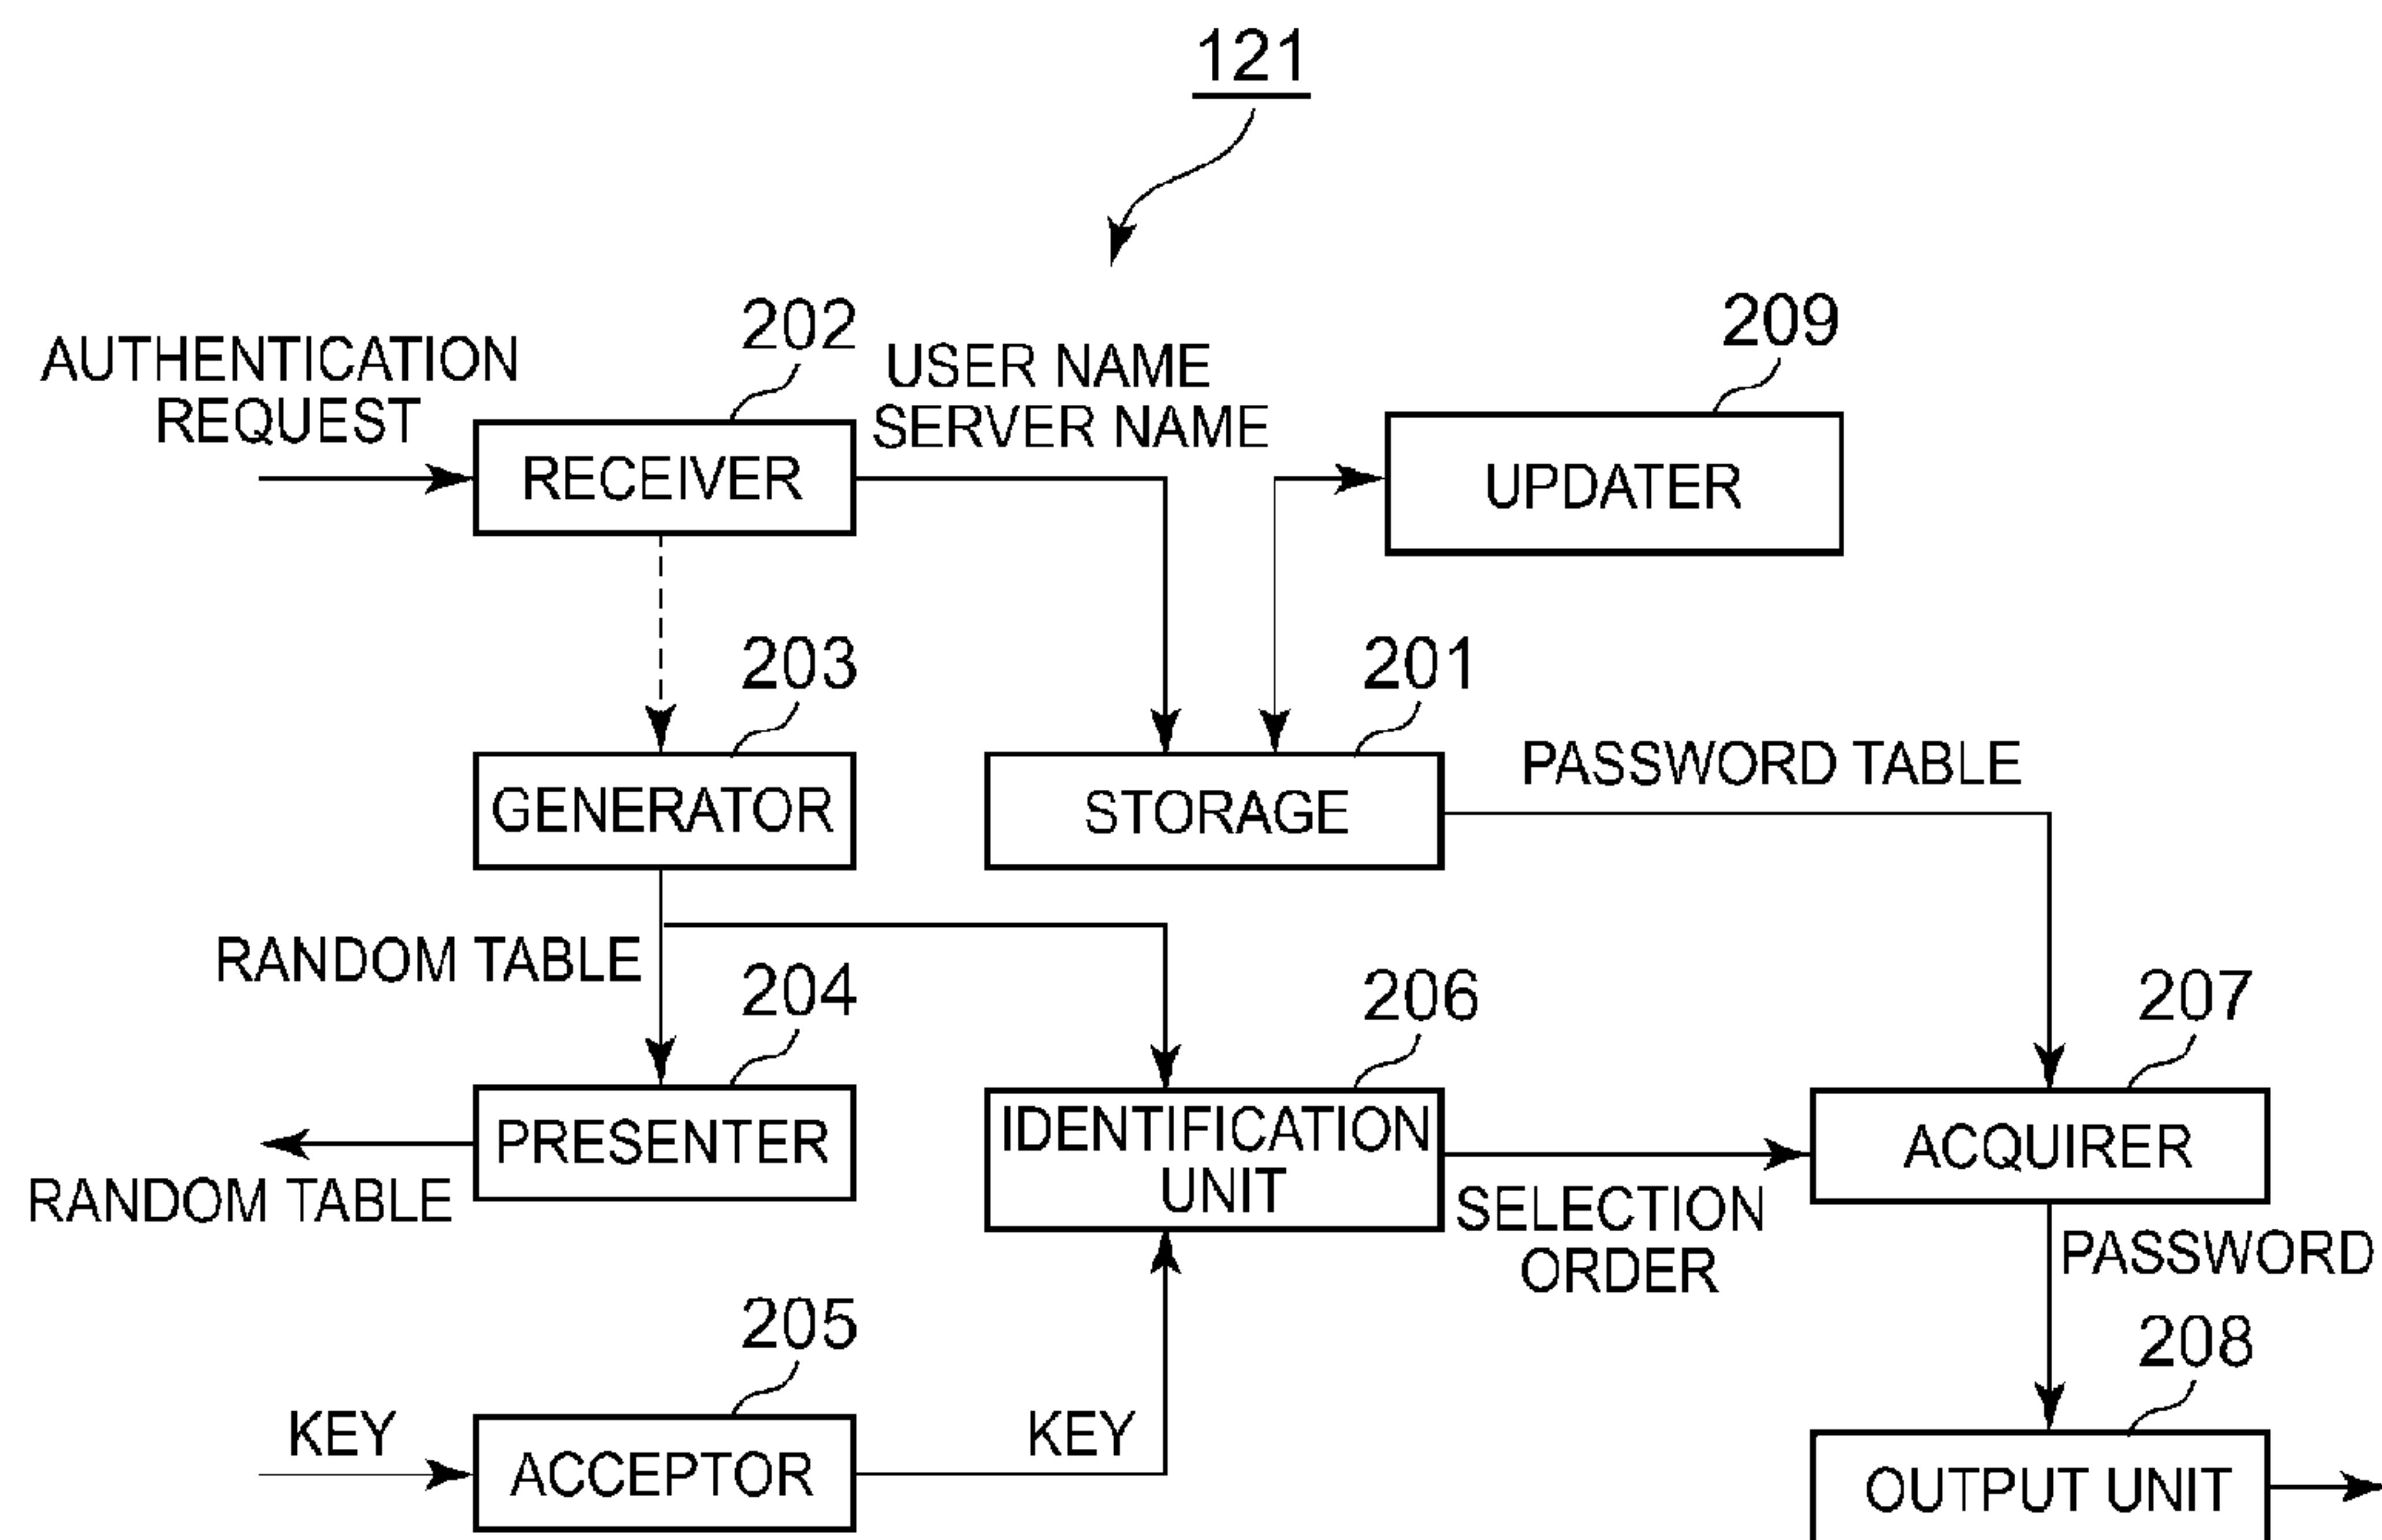 121
202
209
AUTHENTICATION
REQUEST
USER NAME
SERVER NAME
RECEIVER
UPDATER
203
201
GENERATOR
STORAGE
PASSWORD TABLE
RANDOM TABLE
204
206
207
PRESENTER
IDENTIFICATION
UNIT
ACQUIRER
RANDOM TABLE
SELECTION
ORDER
PASSWORD
205
208
KEY
ACCEPTOR
KEY
OUTPUT UNIT